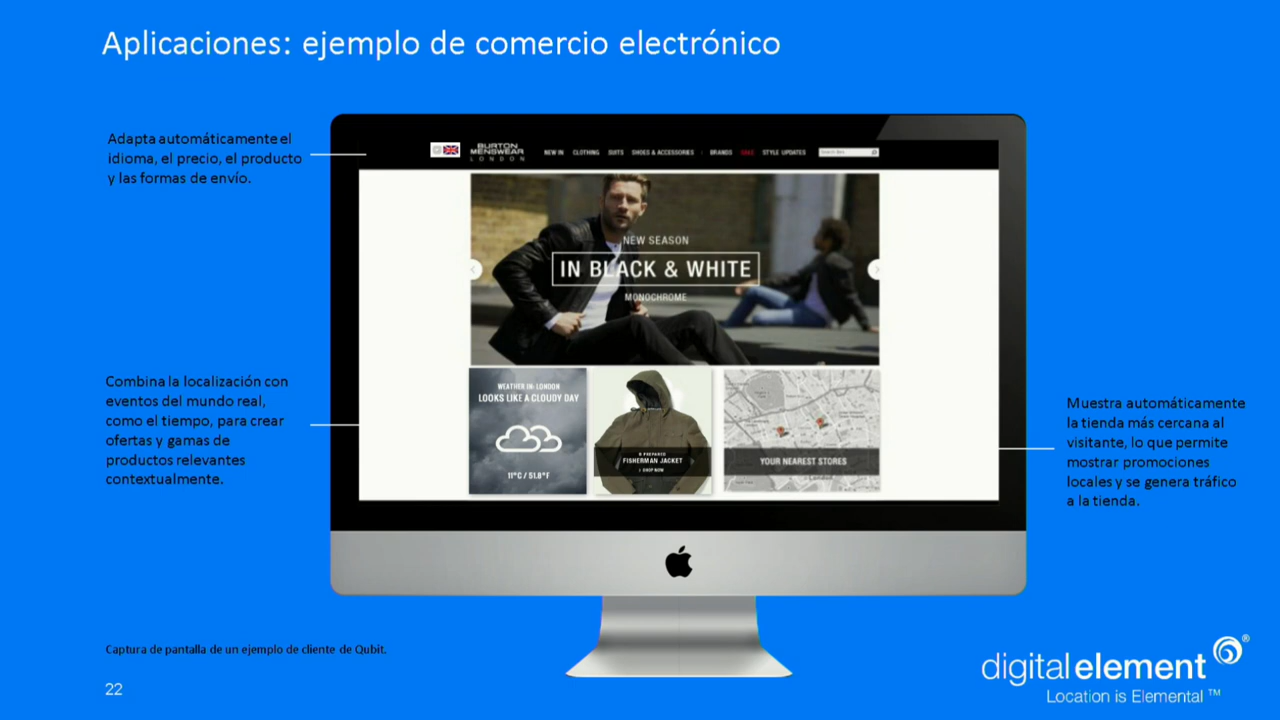 Aplicaciones: ejemplo de comercio electrónico
Adapta automáticamente el
idioma, el precio, el producto
y las formas de envío.
BURTON
MENSWEAR
LONDON
NEW IN CLOTHING SUITS SHOES & ACCESSORIES BRANDS SALE STYLE UPDATES
NEW SEASON
IN BLACK & WHITE
MONOCHROME
Combina la localización con
eventos del mundo real,
como el tiempo, para crear
ofertas y gamas de
productos relevantes
contextualmente.
WEATHER IN: LONDON
LOOKS LIKE A CLOUDY DAY
11°C / 51.8°F
B PREPARED
FISHERMAN JACKET
SHOP NOW
YOUR NEAREST STORES
Muestra automáticamente
la tienda más cercana al
visitante, lo que permite
mostrar promociones
locales y se genera tráfico
a la tienda.
Captura de pantalla de un ejemplo de cliente de Qubit.
22
digitalelement®
Location is Elemental ™